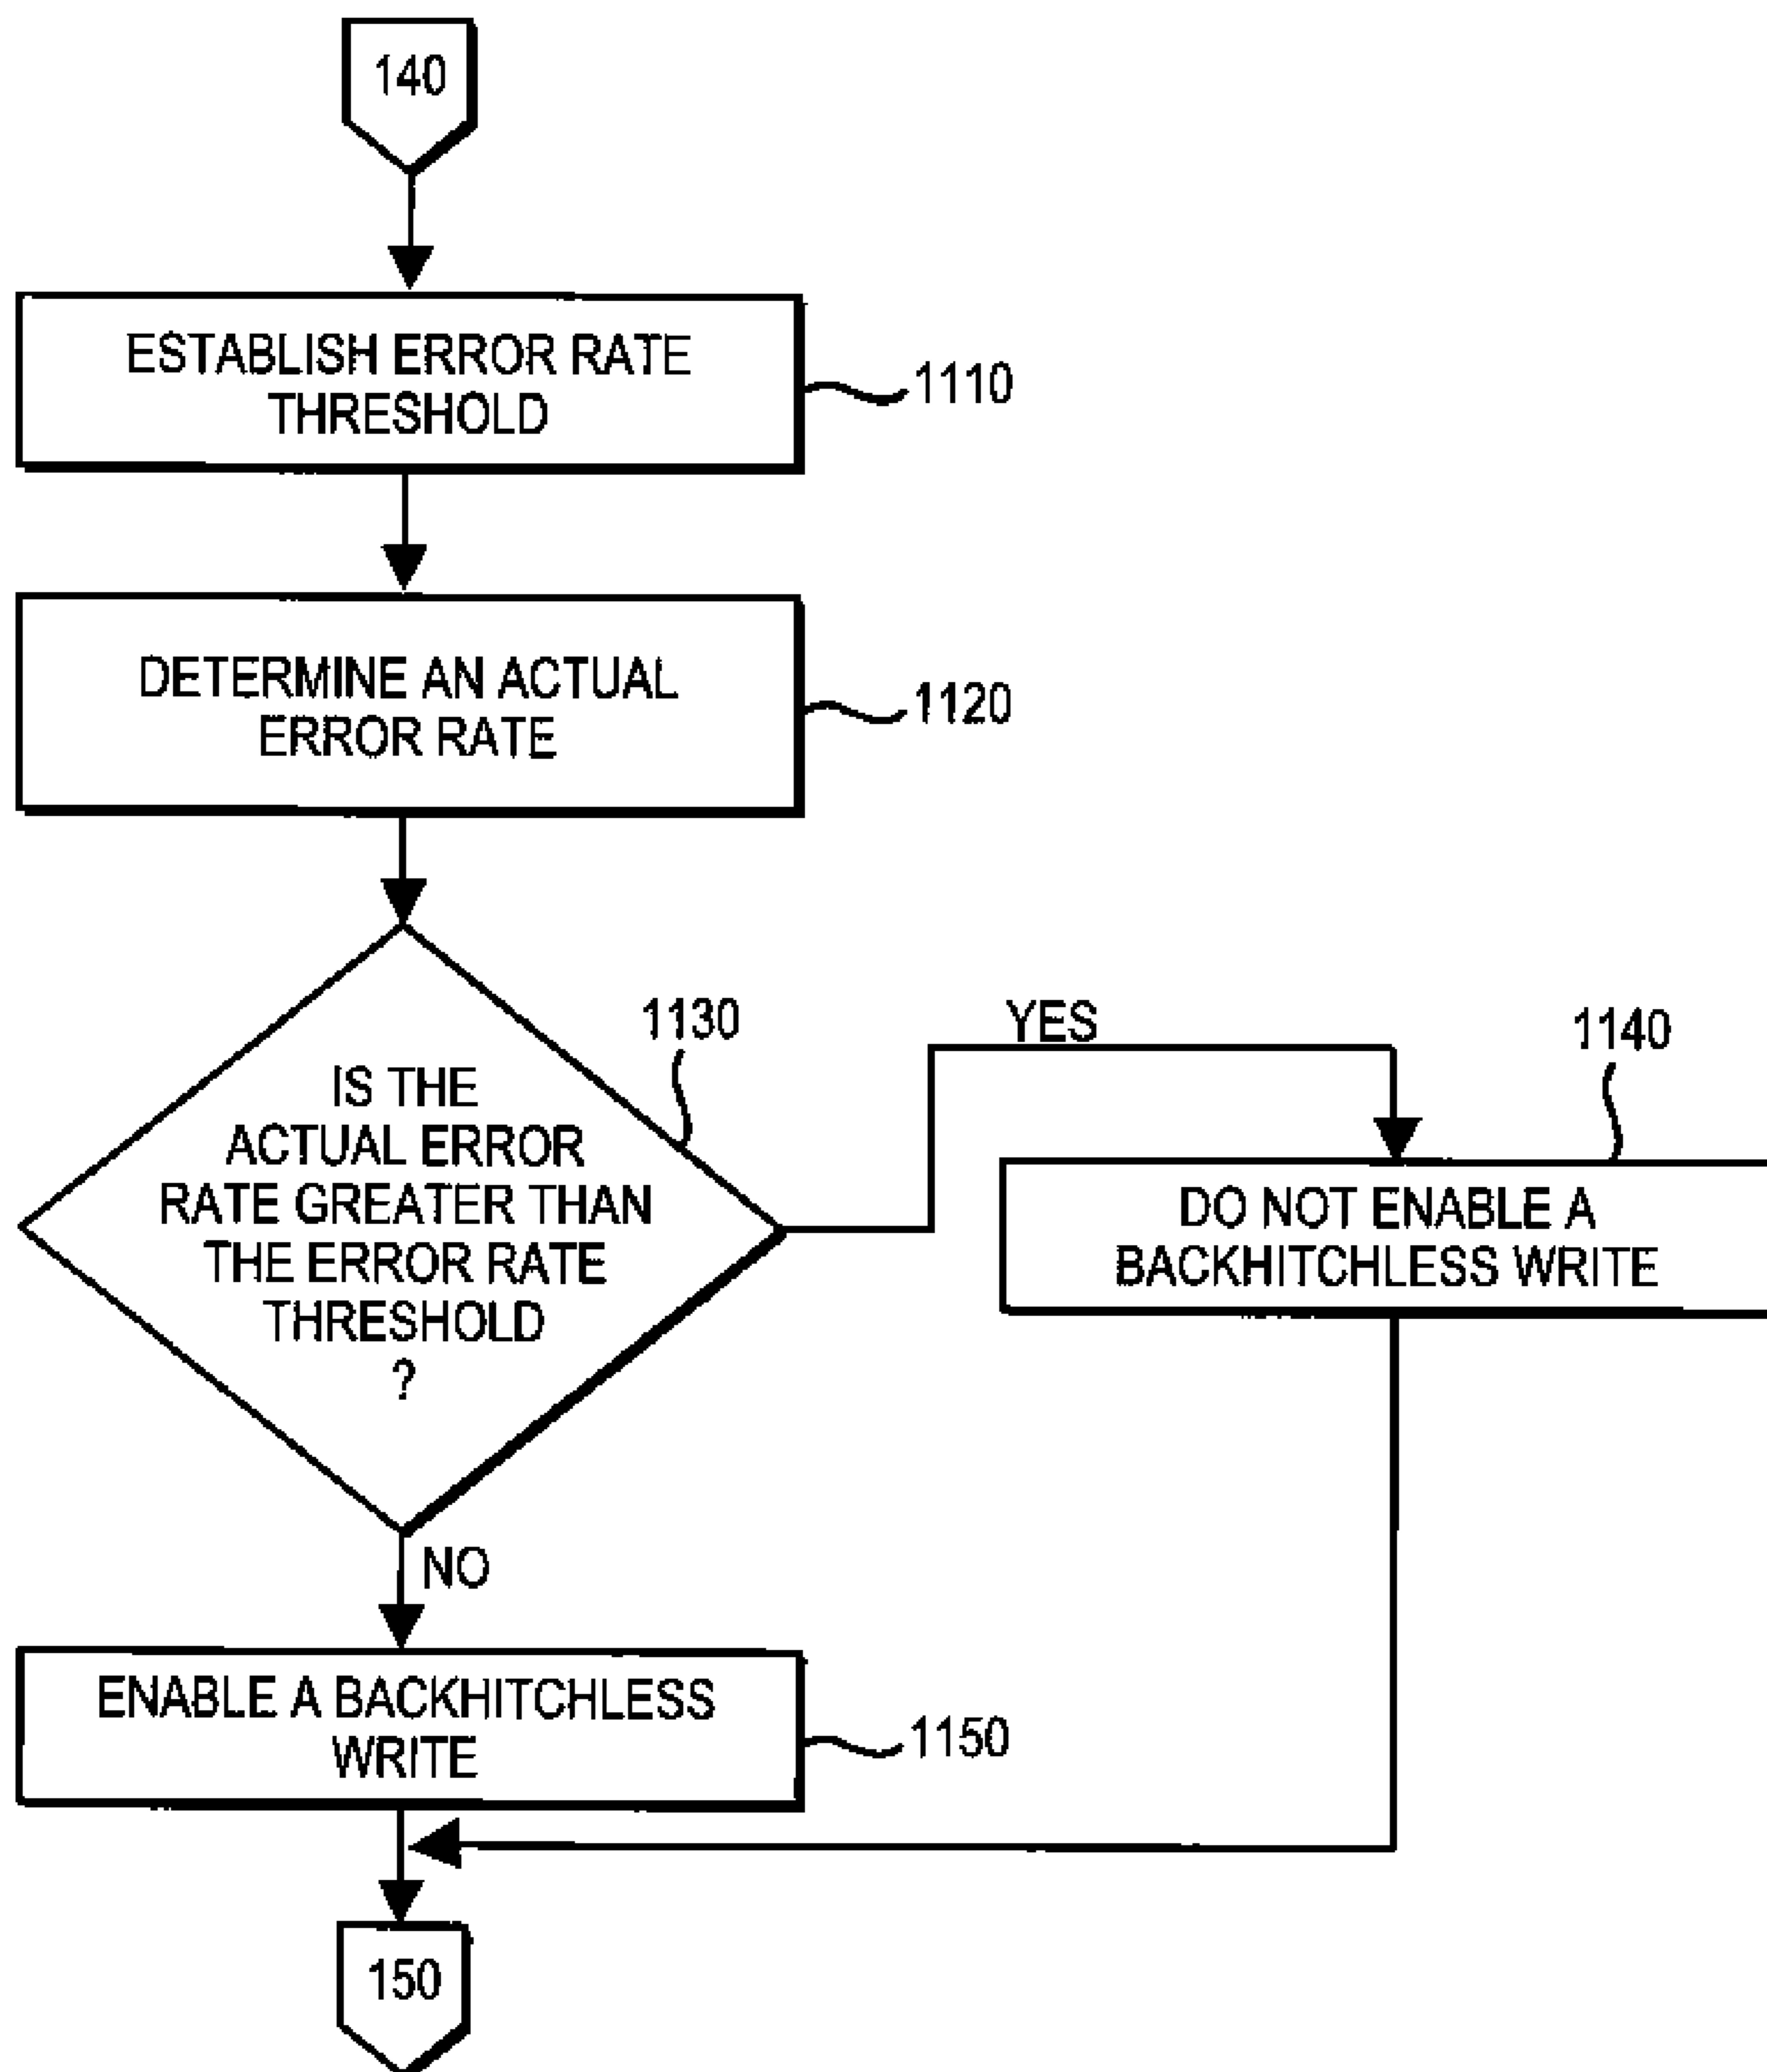 140
ESTABLISH ERROR RATE
THRESHOLD
1110
DETERMINE AN ACTUAL
ERROR RATE
1120
IS THE
ACTUAL ERROR
RATE GREATER THAN
THE ERROR RATE
THRESHOLD
?
1130
YES
1140
DO NOT ENABLE A
BACKHITCHLESS WRITE
NO
ENABLE A BACKHITCHLESS
WRITE
1150
150